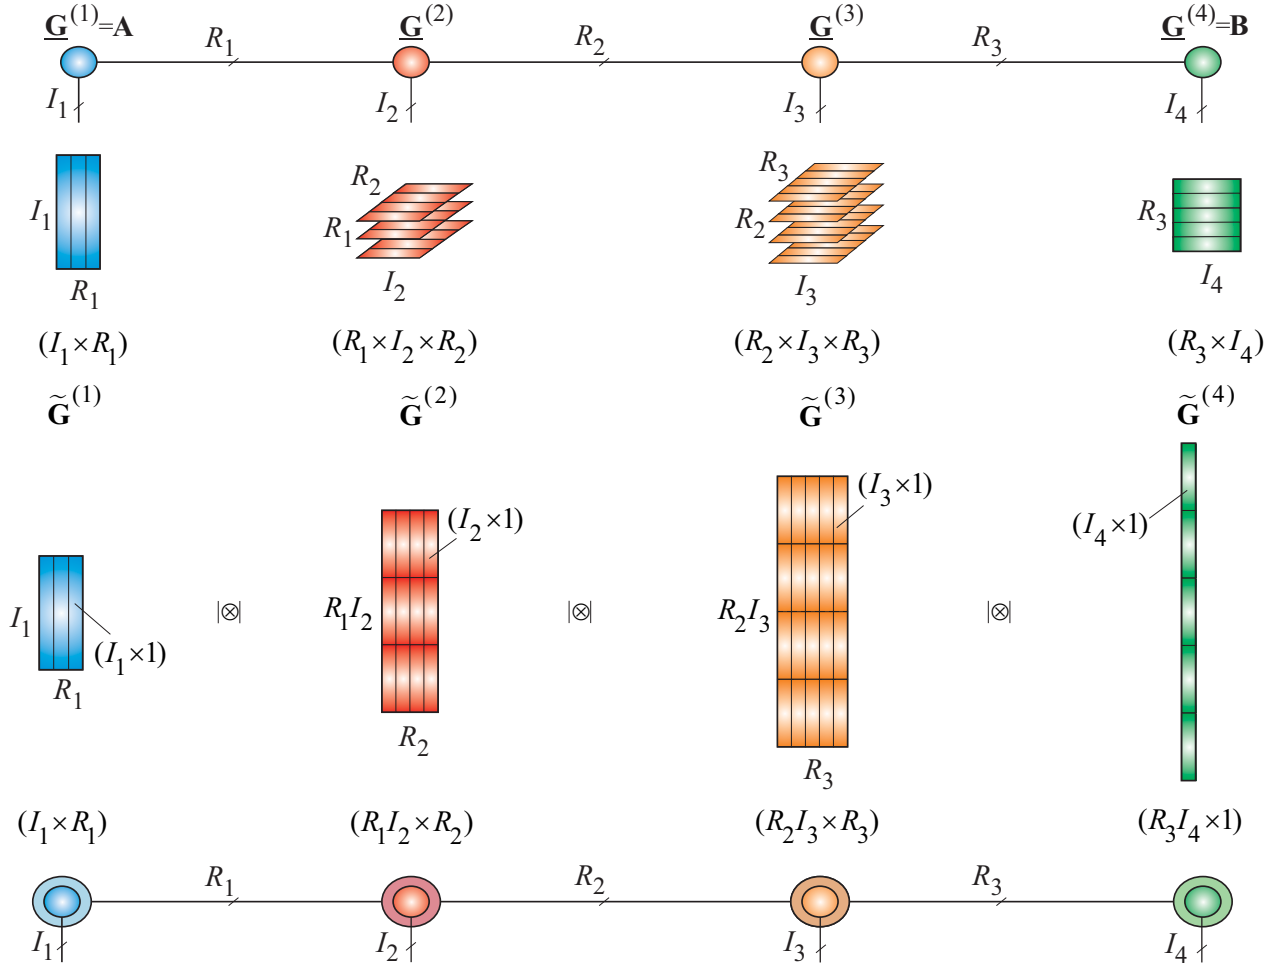 G⁽¹⁾=A R₁ G⁽²⁾ R₂ G⁽³⁾ R₃ G⁽⁴⁾=B
I₁ I₂ I₃ I₄
I₁ R₂ R₁ R₃ R₂ R₃
R₁ I₂ I₃ I₄
(I₁×R₁) (R₁×I₂×R₂) (R₂×I₃×R₃) (R₃×I₄)
G̃⁽¹⁾ G̃⁽²⁾ G̃⁽³⁾ G̃⁽⁴⁾
(I₂×1) (I₃×1) (I₄×1)
I₁ |⊗| R₁I₂ |⊗| R₂I₃ |⊗|
(I₁×1)
R₁ R₂ R₃
(I₁×R₁) (R₁I₂×R₂) (R₂I₃×R₃) (R₃I₄×1)
R₁ R₂ R₃
I₁ I₂ I₃ I₄